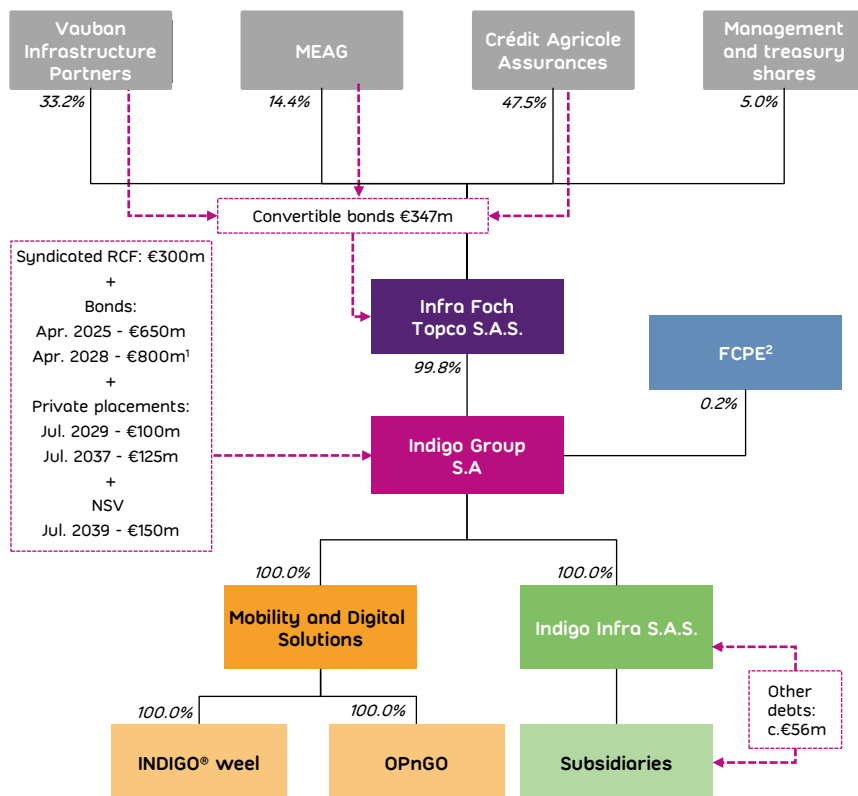 Vauban
Infrastructure
Partners
MEAG
Crédit Agricole
Assurances
Management
and treasury
shares
33.2%
14.4%
47.5%
5.0%
Convertible bonds €347m
Syndicated RCF: €300m
+
Bonds:
Apr. 2025 - €650m
Apr. 2028 - €800m¹
+
Private placements:
Jul. 2029 - €100m
Jul. 2037 - €125m
+
NSV
Jul. 2039 - €150m
Infra Foch
Topco S.A.S.
99.8%
FCPE²
0.2%
Indigo Group
S.A
100.0%
100.0%
Mobility and Digital
Solutions
Indigo Infra S.A.S.
100.0%
100.0%
Other
debts:
c.€56m
INDIGO® weel
OPnGO
Subsidiaries